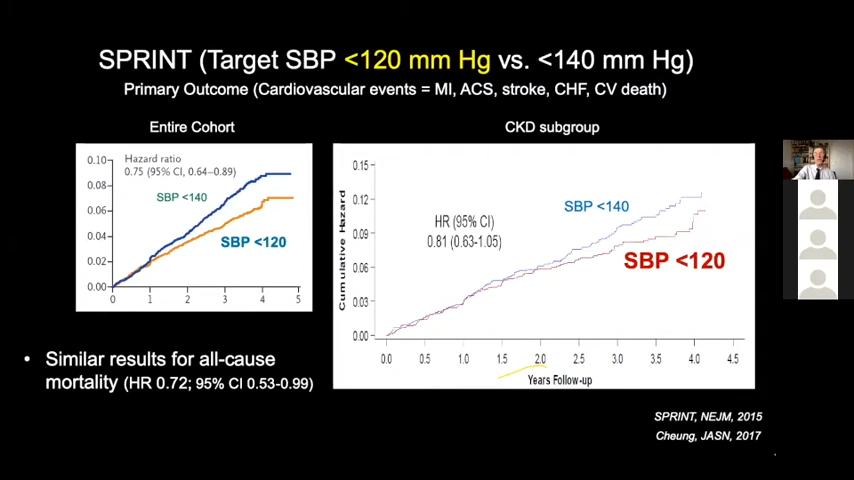 SPRINT (Target SBP <120 mm Hg vs. <140 mm Hg)
Primary Outcome (Cardiovascular events = MI, ACS, stroke, CHF, CV death)
Entire Cohort
CKD subgroup
0.10
0.08
0.06
0.04
0.02
0.00
Hazard ratio
0.75 (95% CI, 0.64–0.89)
SBP <140
SBP <120
0 1 2 3 4 5
Cumulative Hazard
0.15
0.12
0.09
0.06
0.03
0.00
HR (95% CI)
0.81 (0.63-1.05)
SBP <140
SBP <120
0.0 0.5 1.0 1.5 2.0 2.5 3.0 3.5 4.0 4.5
Years Follow-up
• Similar results for all-cause
mortality (HR 0.72; 95% CI 0.53-0.99)
SPRINT, NEJM, 2015
Cheung, JASN, 2017